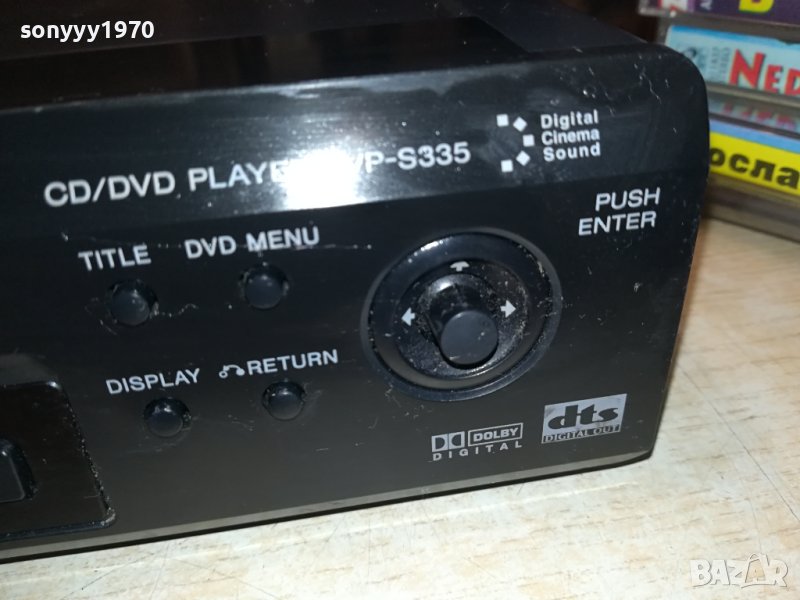 sonyyy1970
Digital
Cinema
Sound
CD/DVD PLAYE P-S335
PUSH
ENTER
TITLE
DVD MENU
DISPLAY
RETURN
DOLBY
DIGITAL
dts
DIGITAL OUT
NED
осла
BAZAR